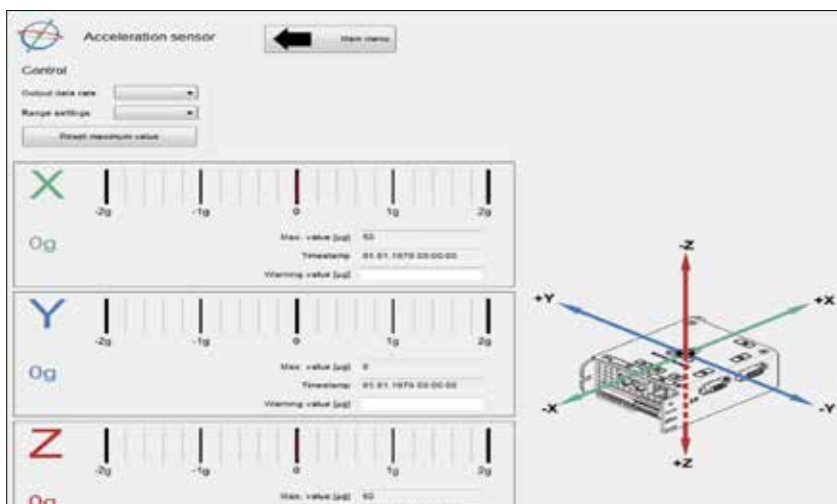 Acceleration sensor
Main menu
Control
Output data rate
Range settings
Reset maximum value
X
-2g -1g 0 1g 2g
0g
Max. value [µg] 50
Timestamp 01.01.1970 00:00:00
Warning value [µg]
Y
-2g -1g 0 1g 2g
0g
Max. value [µg] 0
Timestamp 01.01.1970 00:00:00
Warning value [µg]
Z
-2g -1g 0 1g 2g
0g
Max. value [µg] 50
-Z
+Y
+X
-X
-Y
+Z